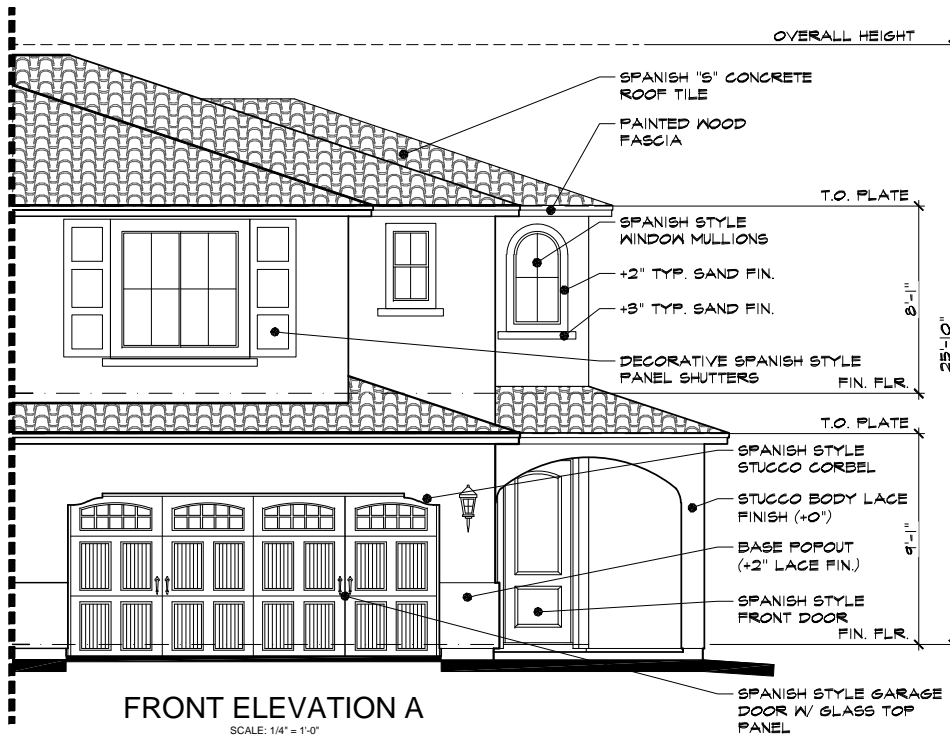 OVERALL HEIGHT
SPANISH "S" CONCRETE
ROOF TILE
PAINTED WOOD
FASCIA
T.O. PLATE
SPANISH STYLE
WINDOW MULLIONS
+2" TYP. SAND FIN.
+3" TYP. SAND FIN.
8'-1"
25'-10"
DECORATIVE SPANISH STYLE
PANEL SHUTTERS
FIN. FLR.
T.O. PLATE
SPANISH STYLE
STUCCO CORBEL
STUCCO BODY LACE
FINISH (+0")
9'-1"
BASE POPOUT
(+2" LACE FIN.)
SPANISH STYLE
FRONT DOOR
FIN. FLR.
SPANISH STYLE GARAGE
DOOR W/ GLASS TOP
PANEL
FRONT ELEVATION A
SCALE: 1/4" = 1'-0"